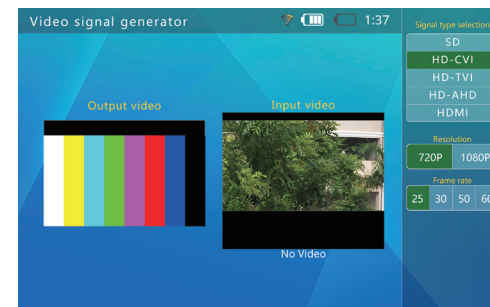 Video signal generator
1:37
Output video
Input video
No Video
Signal type selection
SD
HD-CVI
HD-TVI
HD-AHD
HDMI
Resolution
720P 1080P
Frame rate
25 30 50